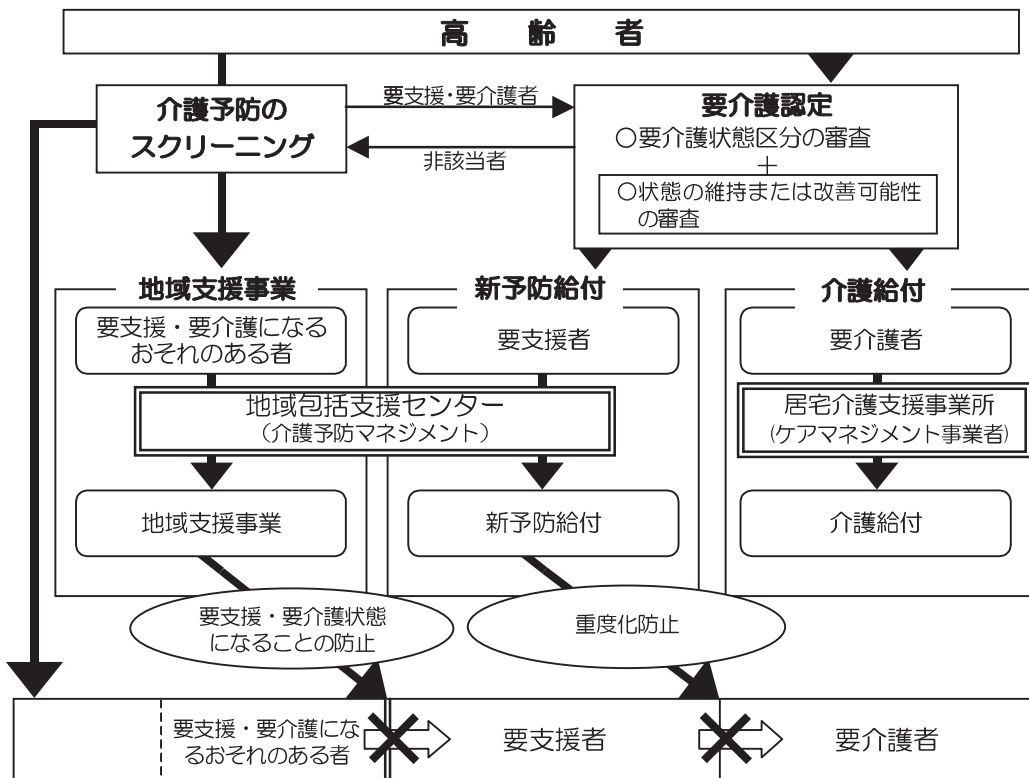 高齢者
介護予防の
スクリーニング
要支援・要介護者
非該当者
要介護認定
○要介護状態区分の審査
＋
○状態の維持または改善可能性
の審査
地域支援事業
要支援・要介護になる
おそれのある者
新予防給付
要支援者
介護給付
要介護者
地域包括支援センター
（介護予防マネジメント）
居宅介護支援事業所
(ケアマネジメント事業者)
地域支援事業
新予防給付
介護給付
要支援・要介護状態
になることの防止
重度化防止
要支援・要介護にな
るおそれのある者
要支援者
要介護者